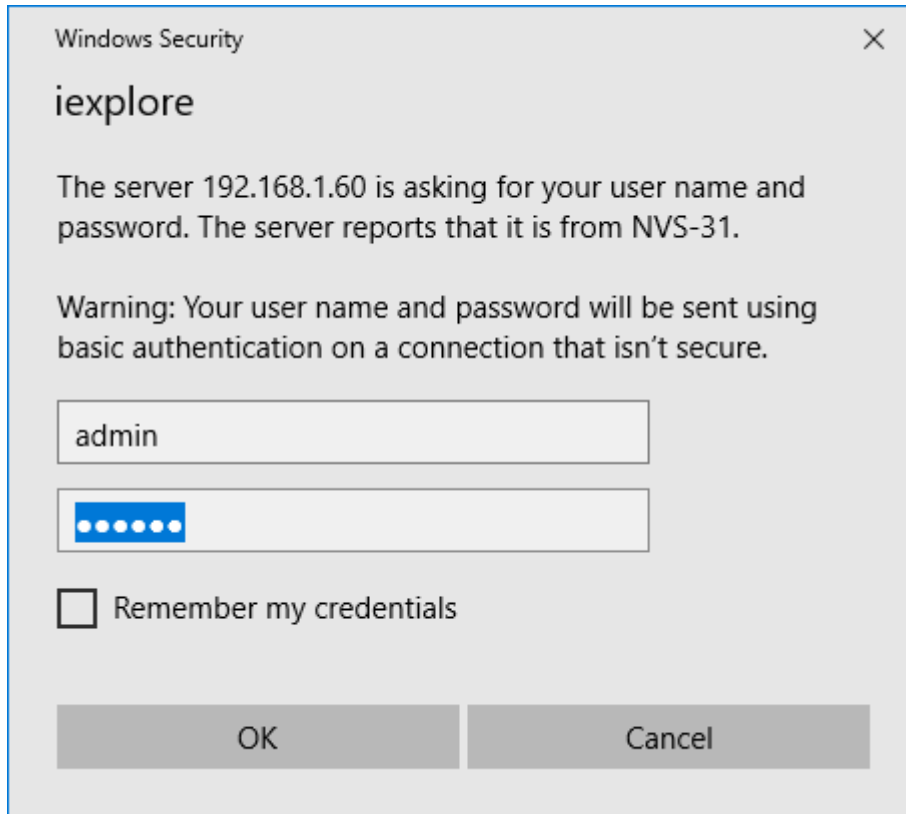 Windows Security
iexplore
The server 192.168.1.60 is asking for your user name and
password. The server reports that it is from NVS-31.
Warning: Your user name and password will be sent using
basic authentication on a connection that isn’t secure.
admin
●●●●●●
Remember my credentials
OK
Cancel